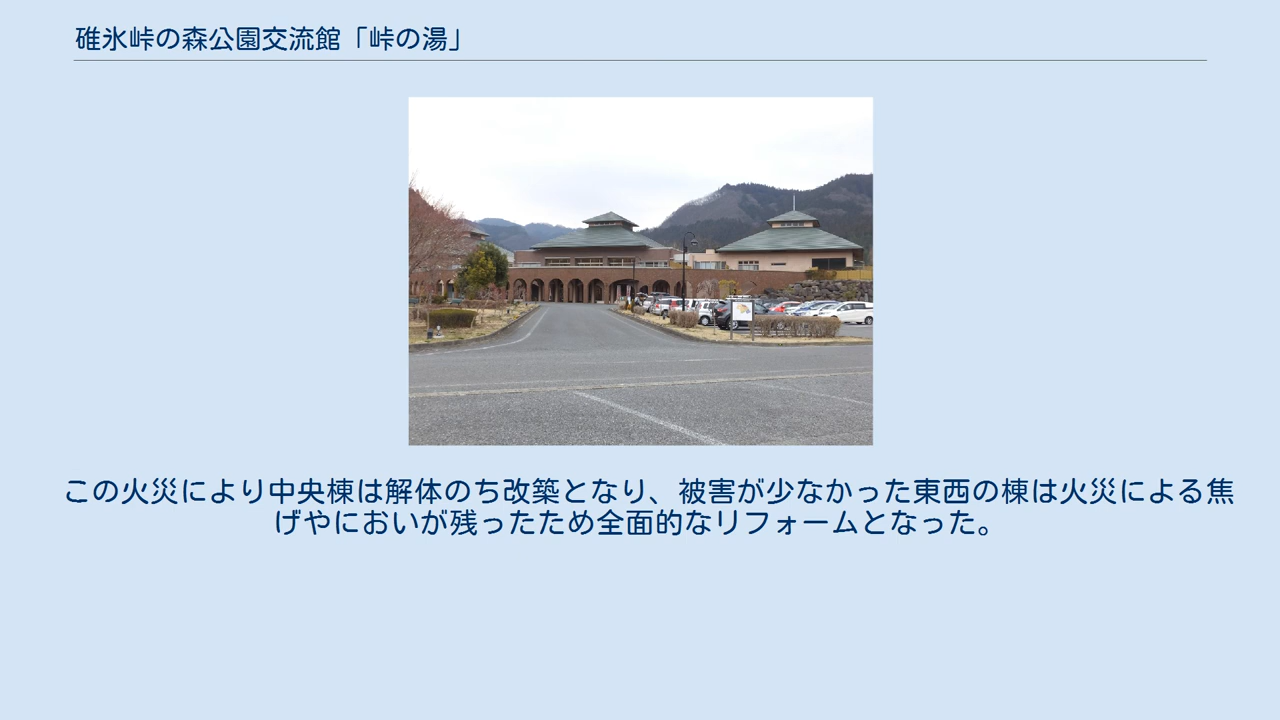 碓氷峠の森公園交流館「峠の湯」
この火災により中央棟は解体のち改築となり、被害が少なかった東西の棟は火災による焦
げやにおいが残ったため全面的なリフォームとなった。